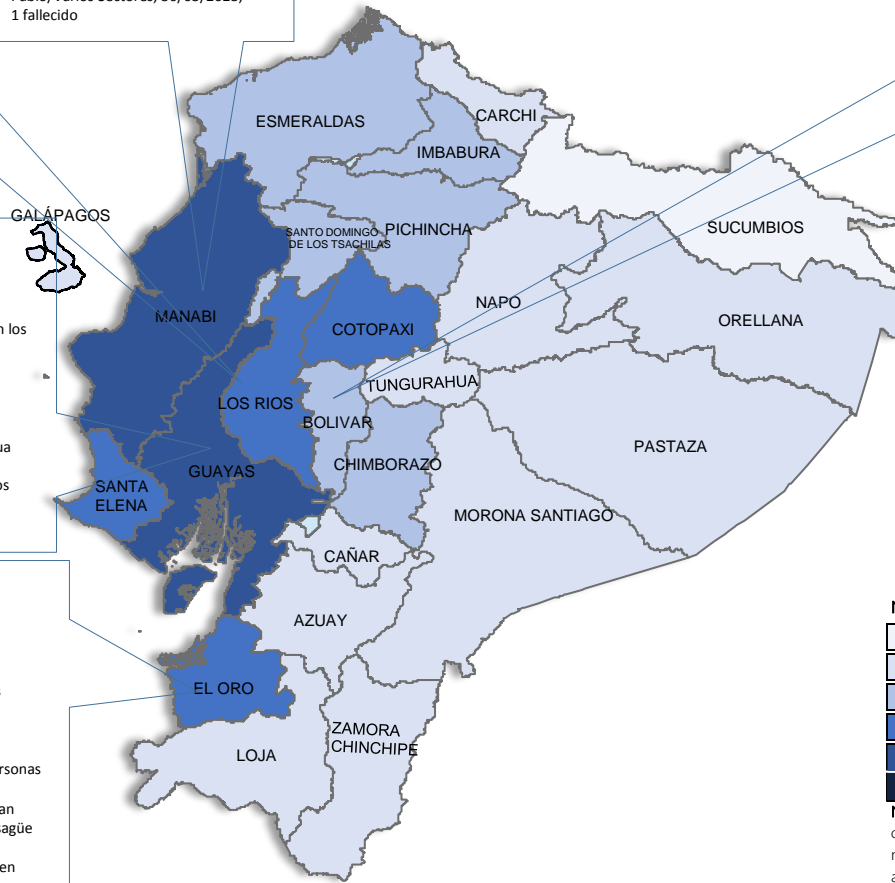 1 fallecido
CARCHI
ESMERALDAS
IMBABURA
GALÁPAGOS
SUCUMBIOS
PICHINCHA
SANTO DOMINGO
DE LOS TSACHILAS
NAPO
MANABI
ORELLANA
n los
COTOPAXI
TUNGURAHUA
LOS RIOS
BOLIVAR
PASTAZA
ua
CHIMBORAZO
GUAYAS
SANTA
ELENA
os
MORONA SANTIAGO
CAÑAR
AZUAY
EL ORO
s
ZAMORA
CHINCHIPE
LOJA
ersonas
an
sagüe
en